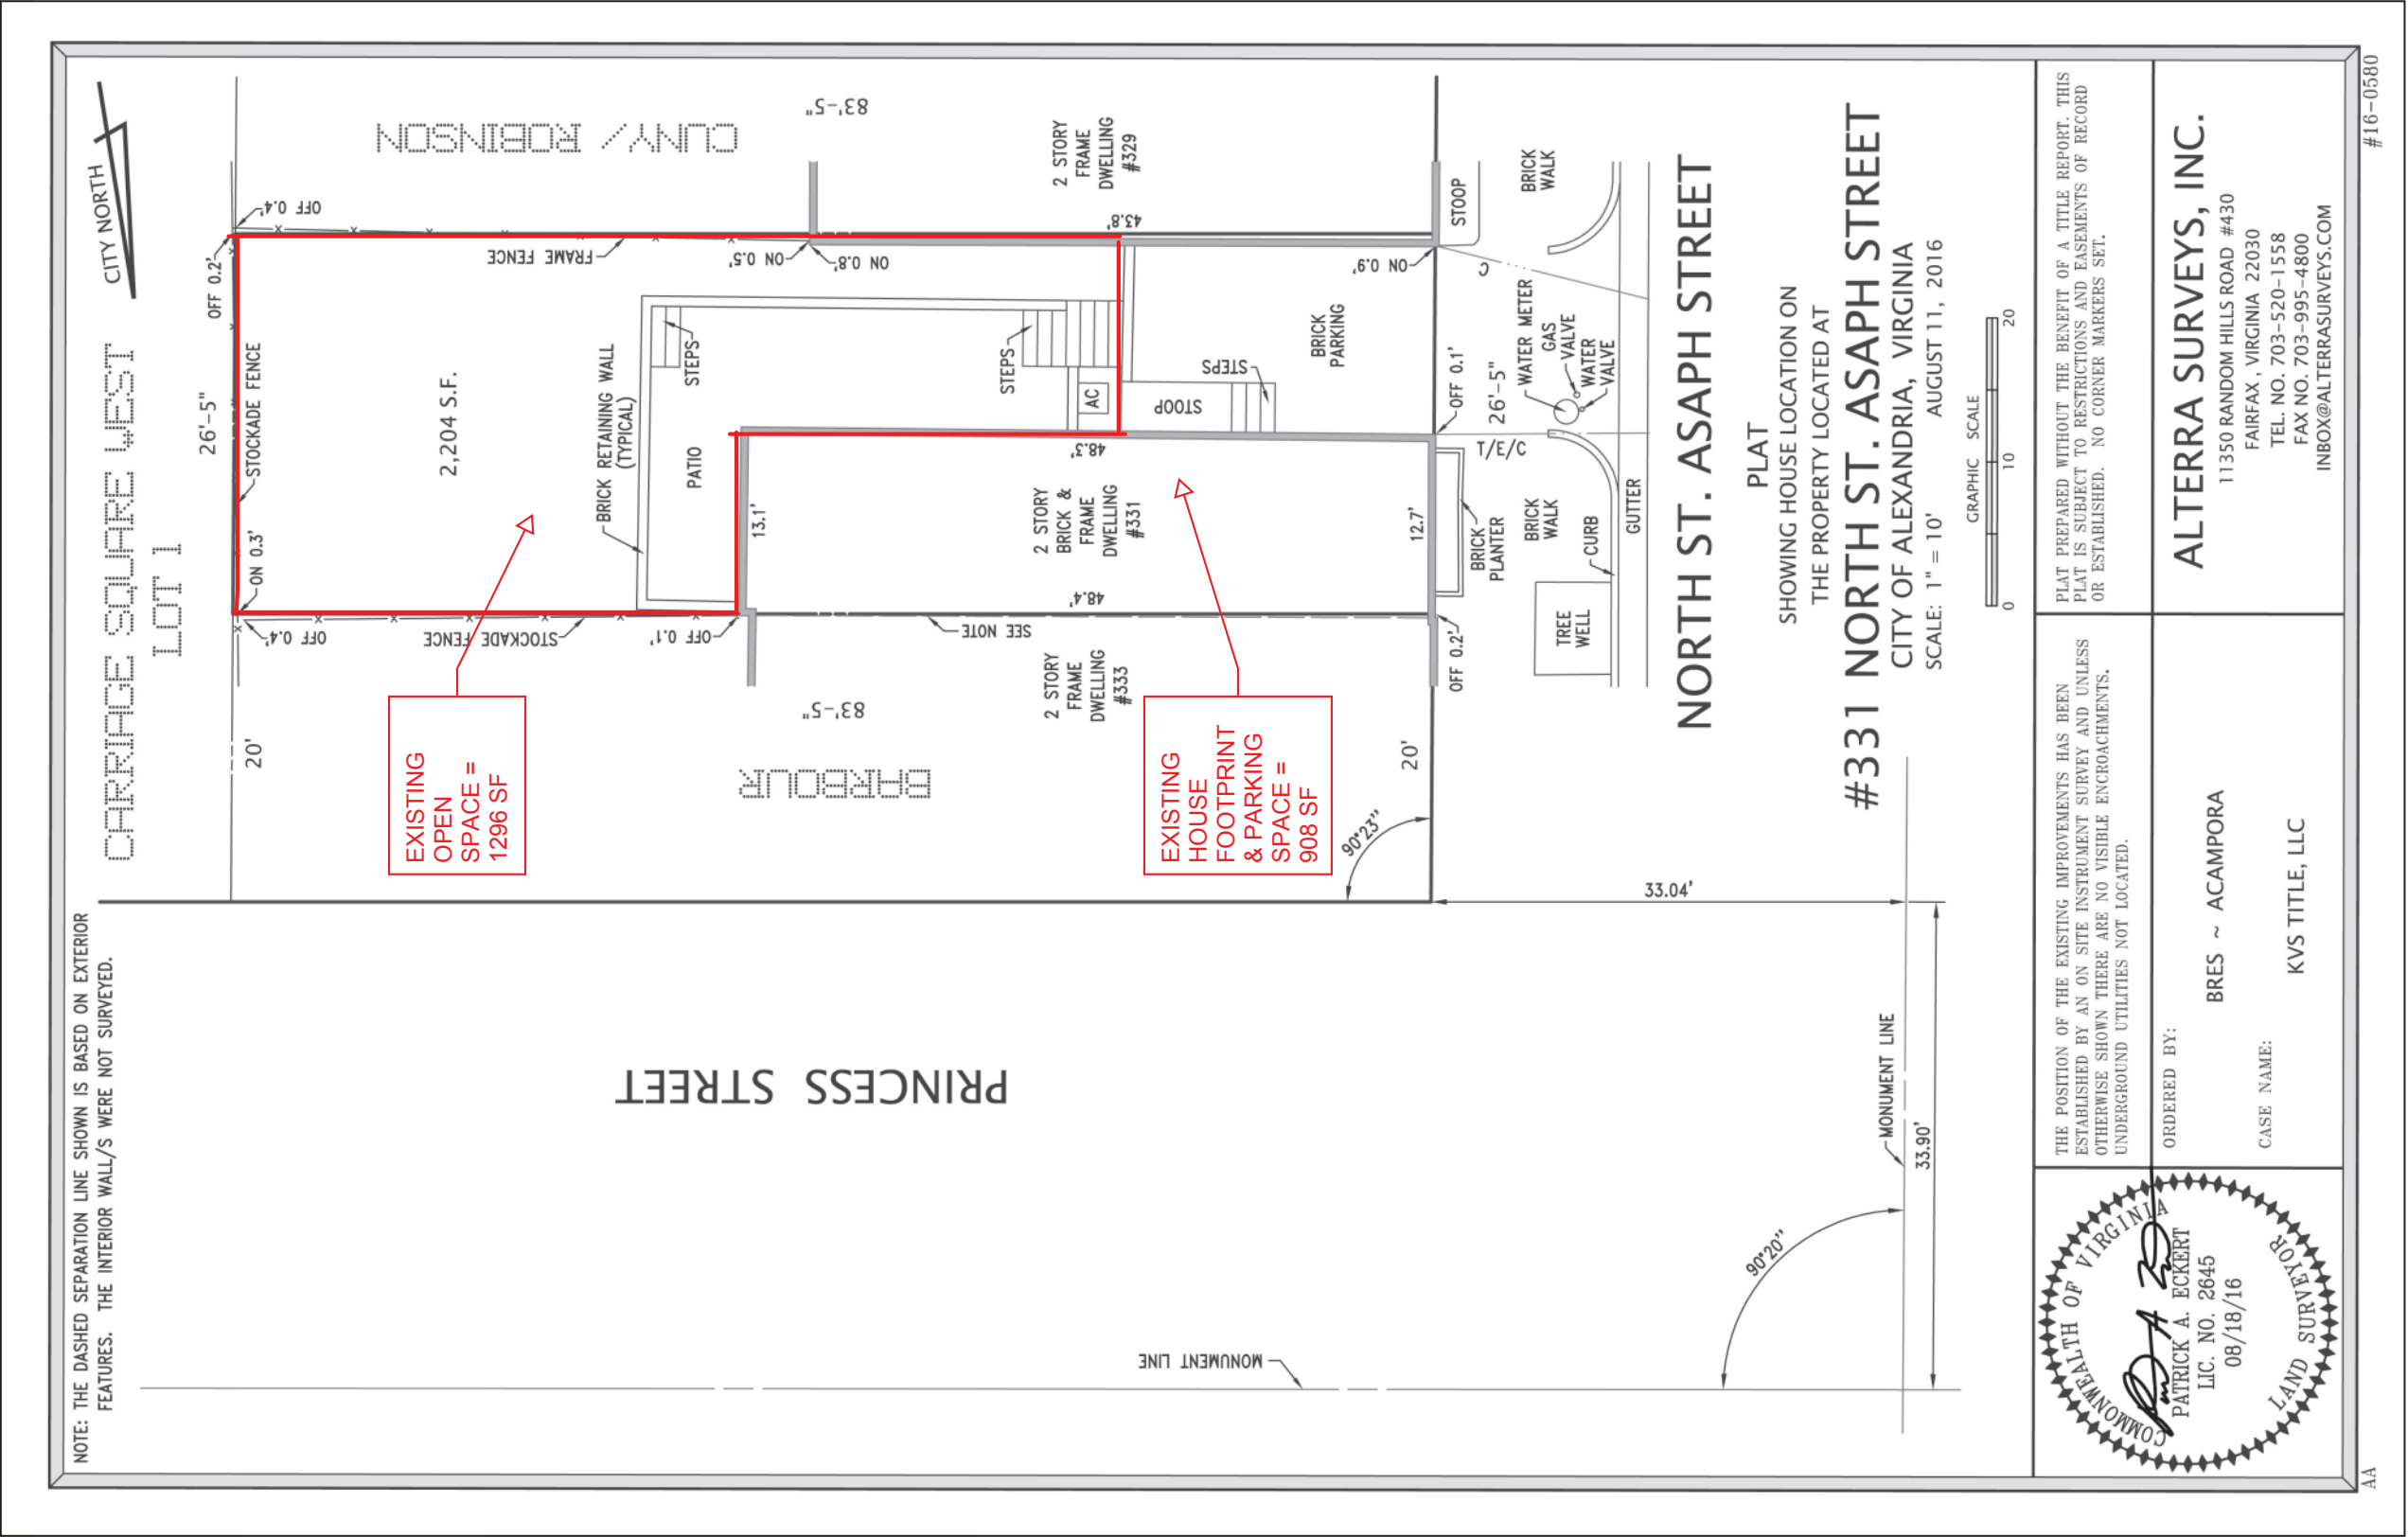 NOTE: THE DASHED SEPARATION LINE SHOWN IS BASED ON EXTERIOR
FEATURES. THE INTERIOR WALL/S WERE NOT SURVEYED.
CARRIAGE SQUARE WEST
LOT 1
CITY NORTH
26'-5"
20'
OFF 0.2'
OFF 0.4'
ON 0.3'
OFF 0.4'
STOCKADE FENCE
2,204 S.F.
CUNY / ROBINSON
83'-5"
FRAME FENCE
ON 0.5'
ON 0.8'
43.8'
ON 0.9'
2 STORY
FRAME
DWELLING
#329
BRICK RETAINING WALL
(TYPICAL)
STEPS
PATIO
STEPS
AC
STOOP
STEPS
BRICK
PARKING
13.1'
48.3'
2 STORY
BRICK &
FRAME
DWELLING
#331
12.7'
48.4'
STOCKADE FENCE
OFF 0.1'
SEE NOTE
2 STORY
FRAME
DWELLING
#333
83'-5"
BARBOUR
20'
90°23"
EXISTING
OPEN
SPACE =
1296 SF
EXISTING
HOUSE
FOOTPRINT
& PARKING
SPACE =
908 SF
STOOP
BRICK
WALK
C
OFF 0.1'
26'-5"
WATER METER
GAS
VALVE
WATER
VALVE
T/E/C
BRICK
PLANTER
BRICK
WALK
CURB
GUTTER
TREE
WELL
OFF 0.2'
33.04'
PRINCESS STREET
MONUMENT LINE
MONUMENT LINE
33.90'
90°20"
NORTH ST. ASAPH STREET
PLAT
SHOWING HOUSE LOCATION ON
THE PROPERTY LOCATED AT
#331 NORTH ST. ASAPH STREET
CITY OF ALEXANDRIA, VIRGINIA
SCALE: 1" = 10' AUGUST 11, 2016
GRAPHIC SCALE
0 10 20
THE POSITION OF THE EXISTING IMPROVEMENTS HAS BEEN
ESTABLISHED BY AN ON SITE INSTRUMENT SURVEY AND UNLESS
OTHERWISE SHOWN THERE ARE NO VISIBLE ENCROACHMENTS.
UNDERGROUND UTILITIES NOT LOCATED.
PLAT PREPARED WITHOUT THE BENEFIT OF A TITLE REPORT. THIS
PLAT IS SUBJECT TO RESTRICTIONS AND EASEMENTS OF RECORD
OR ESTABLISHED. NO CORNER MARKERS SET.
COMMONWEALTH OF VIRGINIA
PATRICK A. ECKERT
LIC. NO. 2645
08/18/16
LAND SURVEYOR
ORDERED BY:
BRES ~ ACAMPORA
CASE NAME:
KVS TITLE, LLC
ALTERRA SURVEYS, INC.
11350 RANDOM HILLS ROAD #430
FAIRFAX , VIRGINIA 22030
TEL. NO. 703-520-1558
FAX NO. 703-995-4800
INBOX@ALTERRASURVEYS.COM
AA
#16-0580